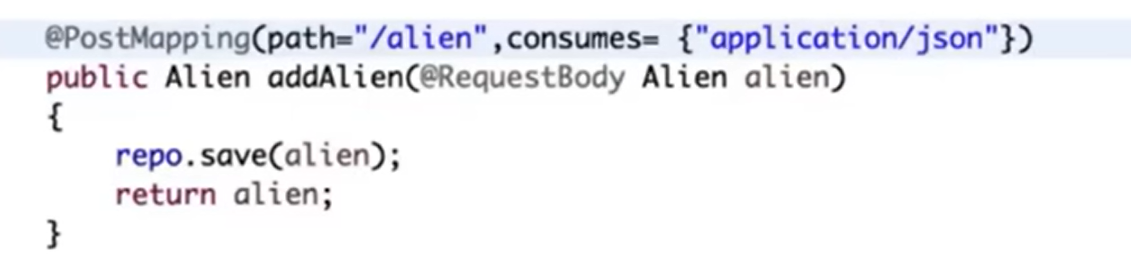 @PostMapping(path="/alien",consumes= {"application/json"})
public Alien addAlien(@RequestBody Alien alien)
{
    repo.save(alien);
    return alien;
}